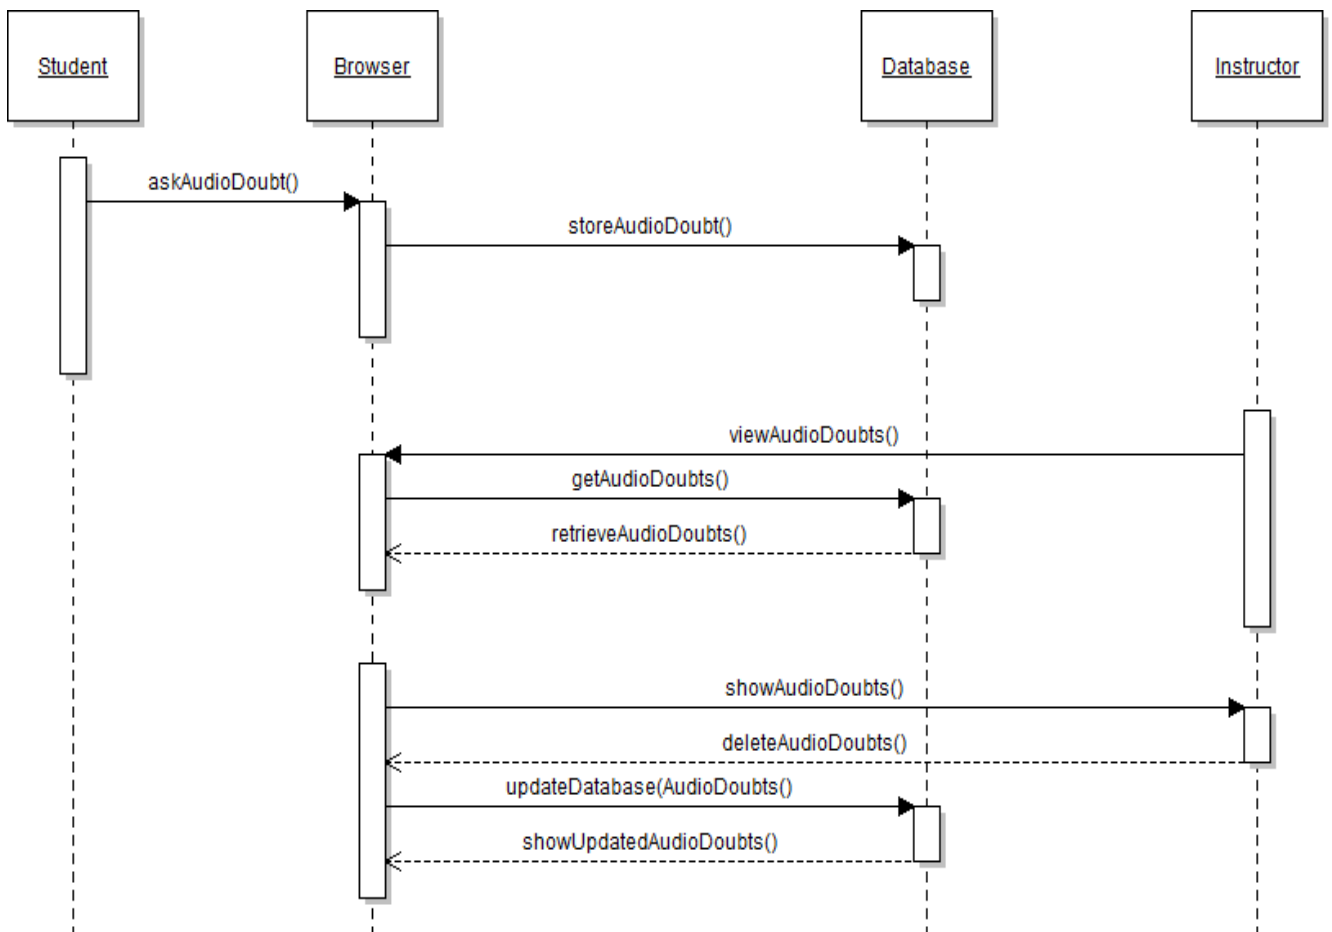 Student
Browser
Database
Instructor
askAudioDoubt()
storeAudioDoubt()
viewAudioDoubts()
getAudioDoubts()
retrieveAudioDoubts()
showAudioDoubts()
deleteAudioDoubts()
updateDatabase(AudioDoubts()
showUpdatedAudioDoubts()